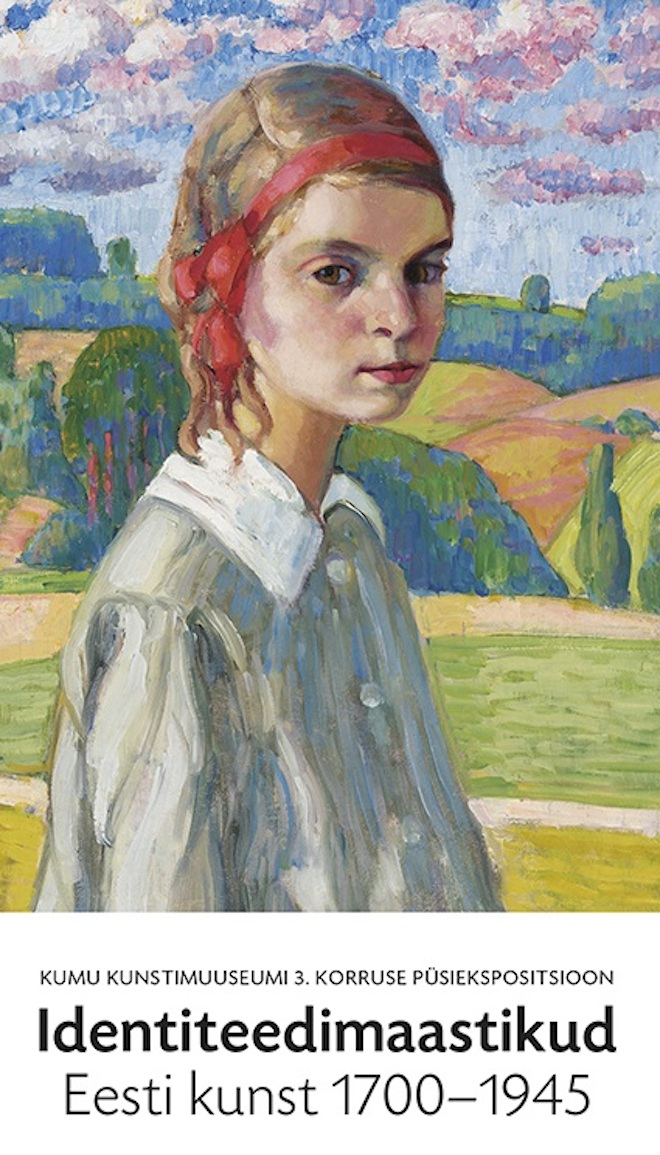 KUMU KUNSTIMUUSEUMI 3. KORRUSE PÜSIEKSPOSITSIOON
Identiteedimaastikud
Eesti kunst 1700–1945